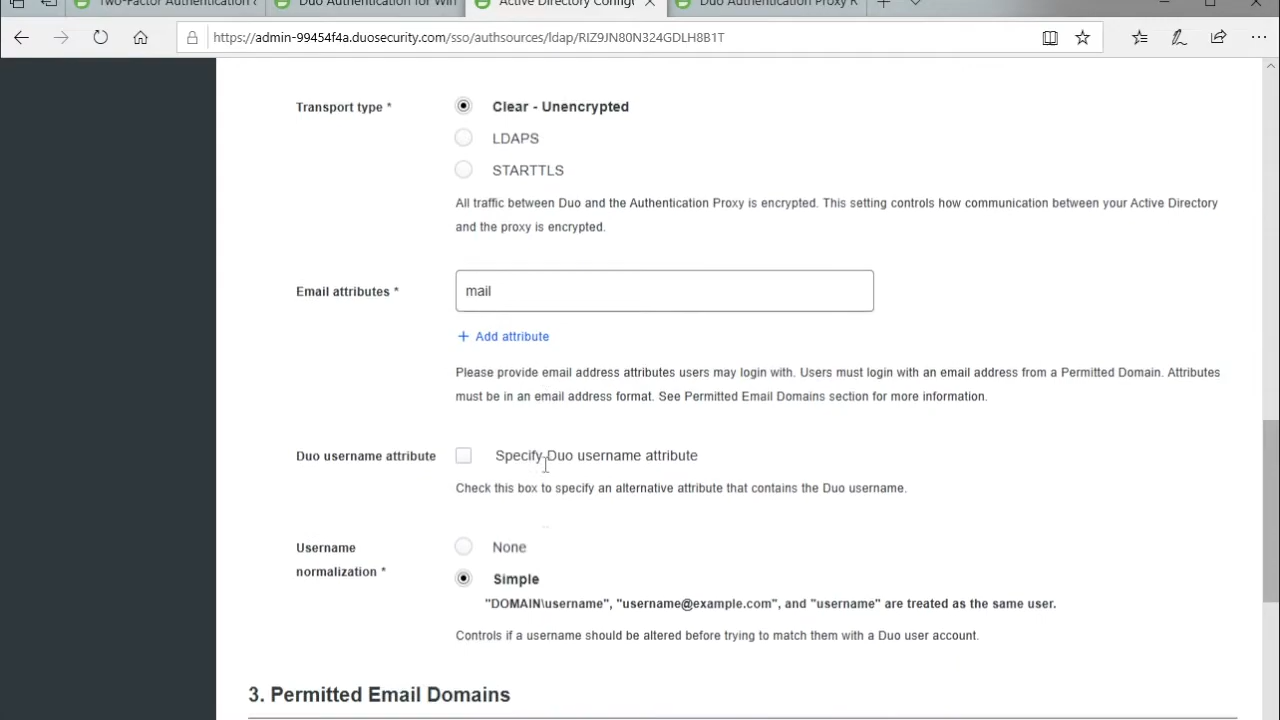 Two-Factor Authentication
Duo Authentication for Win
Active Directory Config
Duo Authentication Proxy R
https://admin-99454f4a.duosecurity.com/sso/authsources/ldap/RIZ9JN80N324GDLH8B1T
Transport type *
Clear - Unencrypted
LDAPS
STARTTLS
All traffic between Duo and the Authentication Proxy is encrypted. This setting controls how communication between your Active Directory
and the proxy is encrypted.
Email attributes *
mail
+ Add attribute
Please provide email address attributes users may login with. Users must login with an email address from a Permitted Domain. Attributes
must be in an email address format. See Permitted Email Domains section for more information.
Duo username attribute
Specify Duo username attribute
Check this box to specify an alternative attribute that contains the Duo username.
Username
normalization *
None
Simple
"DOMAIN\username", "username@example.com", and "username" are treated as the same user.
Controls if a username should be altered before trying to match them with a Duo user account.
3. Permitted Email Domains